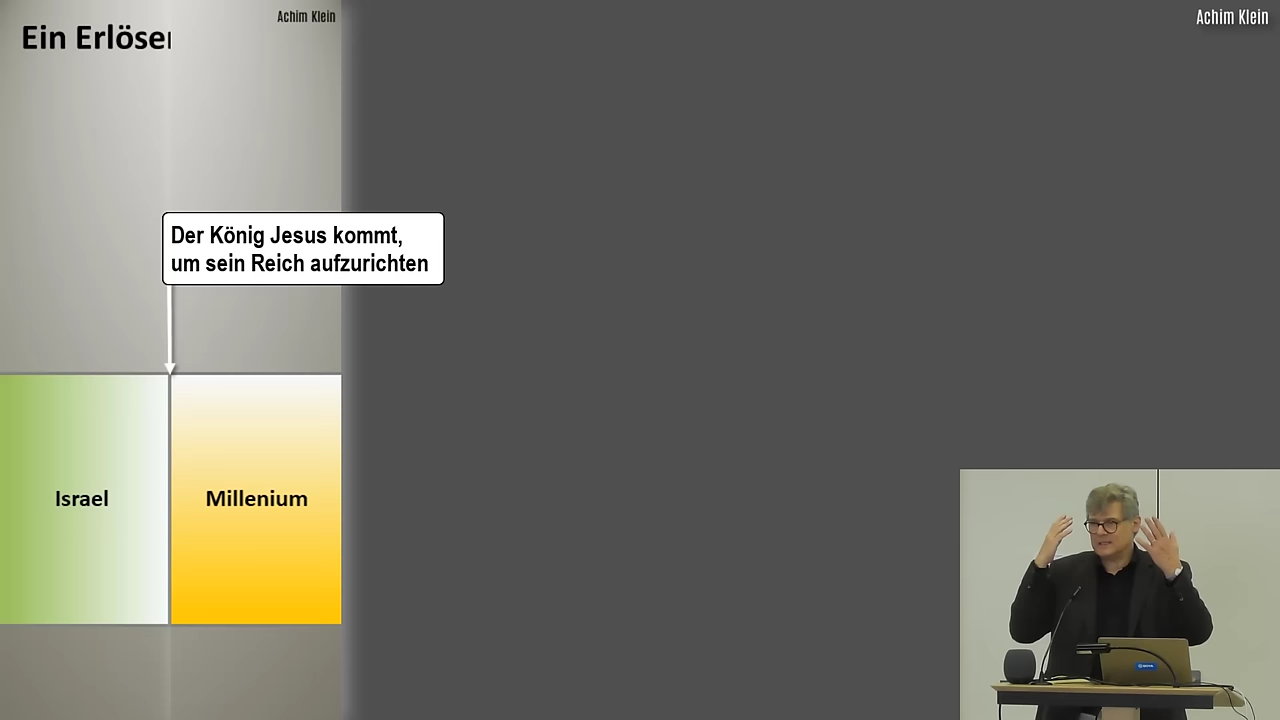 Achim Klein
Achim Klein
Ein Erlöser
Der König Jesus kommt,
um sein Reich aufzurichten
Israel
Millenium